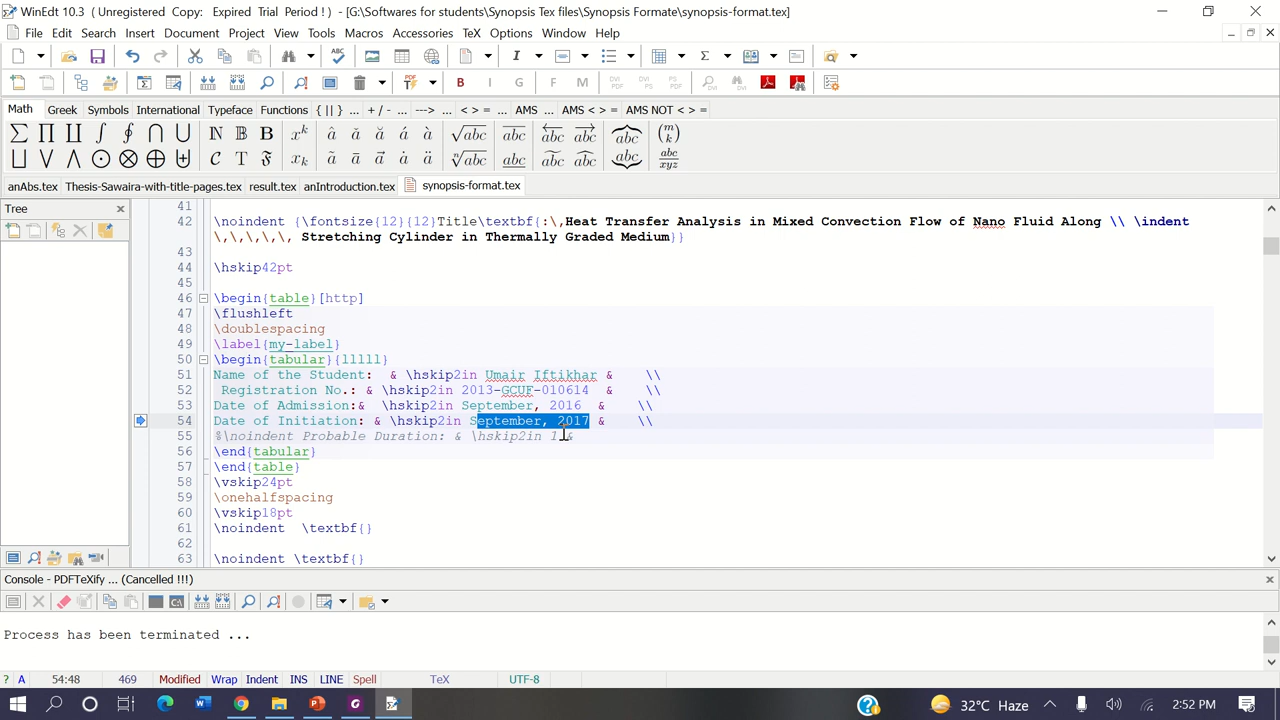 WinEdt 10.3 (Unregistered Copy: Expired Trial Period!) - [G:\Softwares for students\Synopsis Tex files\Synopsis Formate\synopsis-format.tex]
File Edit Search Insert Document Project View Tools Macros Accessories TeX Options Window Help
B I G F M DVI PDF PS PDF DVI PS
Math Greek Symbols International Typeface Functions { || } ... + / - ... ---> ... < > = ... AMS ... AMS < > = ... AMS NOT < > =
anAbs.tex Thesis-Sawaira-with-title-pages.tex result.tex anIntroduction.tex synopsis-format.tex
Tree
41
42 \noindent {\fontsize{12}{12}Title\textbf{:\,Heat Transfer Analysis in Mixed Convection Flow of Nano Fluid Along \\ \indent
\,\,\,\,\, Stretching Cylinder in Thermally Graded Medium}}
43
44 \hskip42pt
45
46 \begin{table}[http]
47 \flushleft
48 \doublespacing
49 \label{my-label}
50 \begin{tabular}{lllll}
51 Name of the Student: & \hskip2in Umair Iftikhar & \\
52 Registration No.: & \hskip2in 2013-GCUF-010614 & \\
53 Date of Admission:& \hskip2in September, 2016 & \\
54 Date of Initiation: & \hskip2in September, 2017 & \\
55 %\noindent Probable Duration: & \hskip2in 1 &
56 \end{tabular}
57 \end{table}
58 \vskip24pt
59 \onehalfspacing
60 \vskip18pt
61 \noindent \textbf{}
62
63 \noindent \textbf{}
Console - PDFTeXify ... (Cancelled !!!)
Process has been terminated ...
? A 54:48 469 Modified Wrap Indent INS LINE Spell TeX UTF-8
32°C Haze 2:52 PM